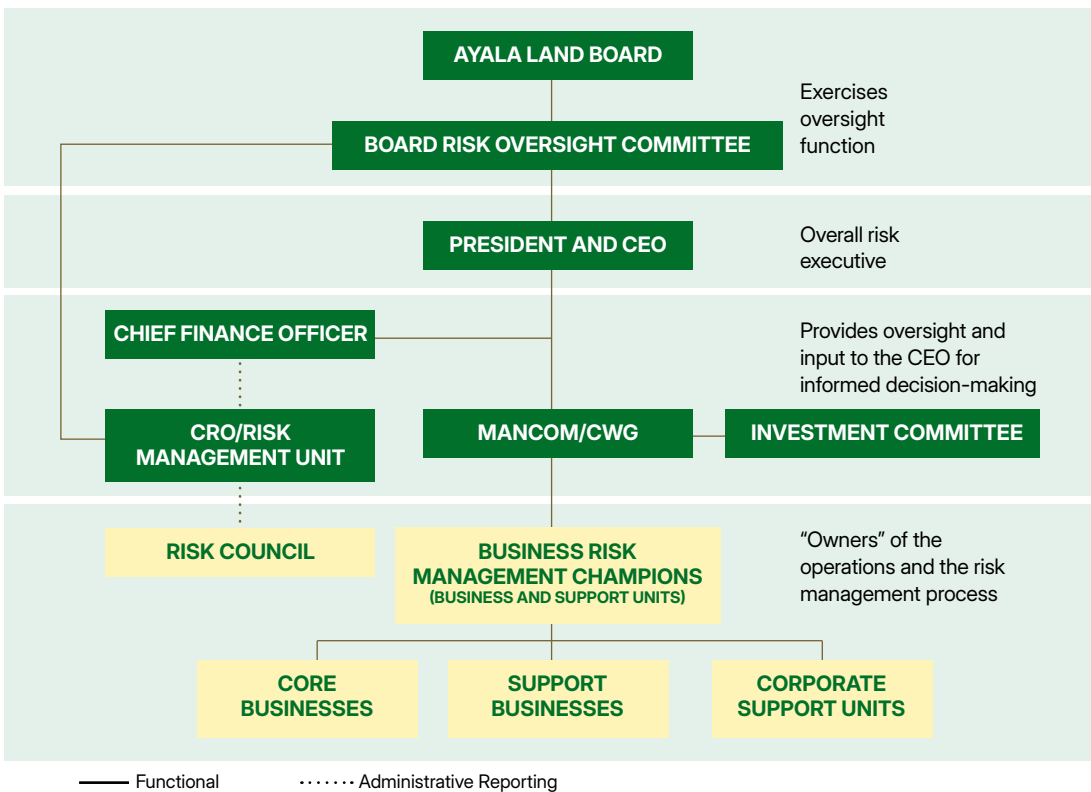 AYALA LAND BOARD
BOARD RISK OVERSIGHT COMMITTEE
Exercises
oversight
function
PRESIDENT AND CEO
Overall risk
executive
CHIEF FINANCE OFFICER
CRO/RISK
MANAGEMENT UNIT
MANCOM/CWG
INVESTMENT COMMITTEE
Provides oversight and
input to the CEO for
informed decision-making
RISK COUNCIL
BUSINESS RISK
MANAGEMENT CHAMPIONS
(BUSINESS AND SUPPORT UNITS)
“Owners” of the
operations and the risk
management process
CORE
BUSINESSES
SUPPORT
BUSINESSES
CORPORATE
SUPPORT UNITS
Functional
Administrative Reporting